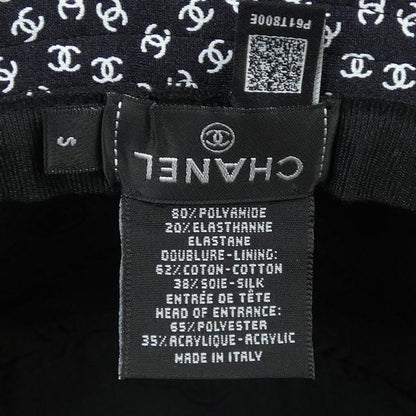 P61T800E
S
CHANEL
80% POLYAMIDE
20% ELASTHANNE
ELASTANE
DOUBLURE-LINING:
62% COTON-COTTON
38% SOIE-SILK
ENTRÉE DE TÊTE
HEAD OF ENTRANCE:
65% POLYESTER
35% ACRYLIQUE-ACRYLIC
MADE IN ITALY